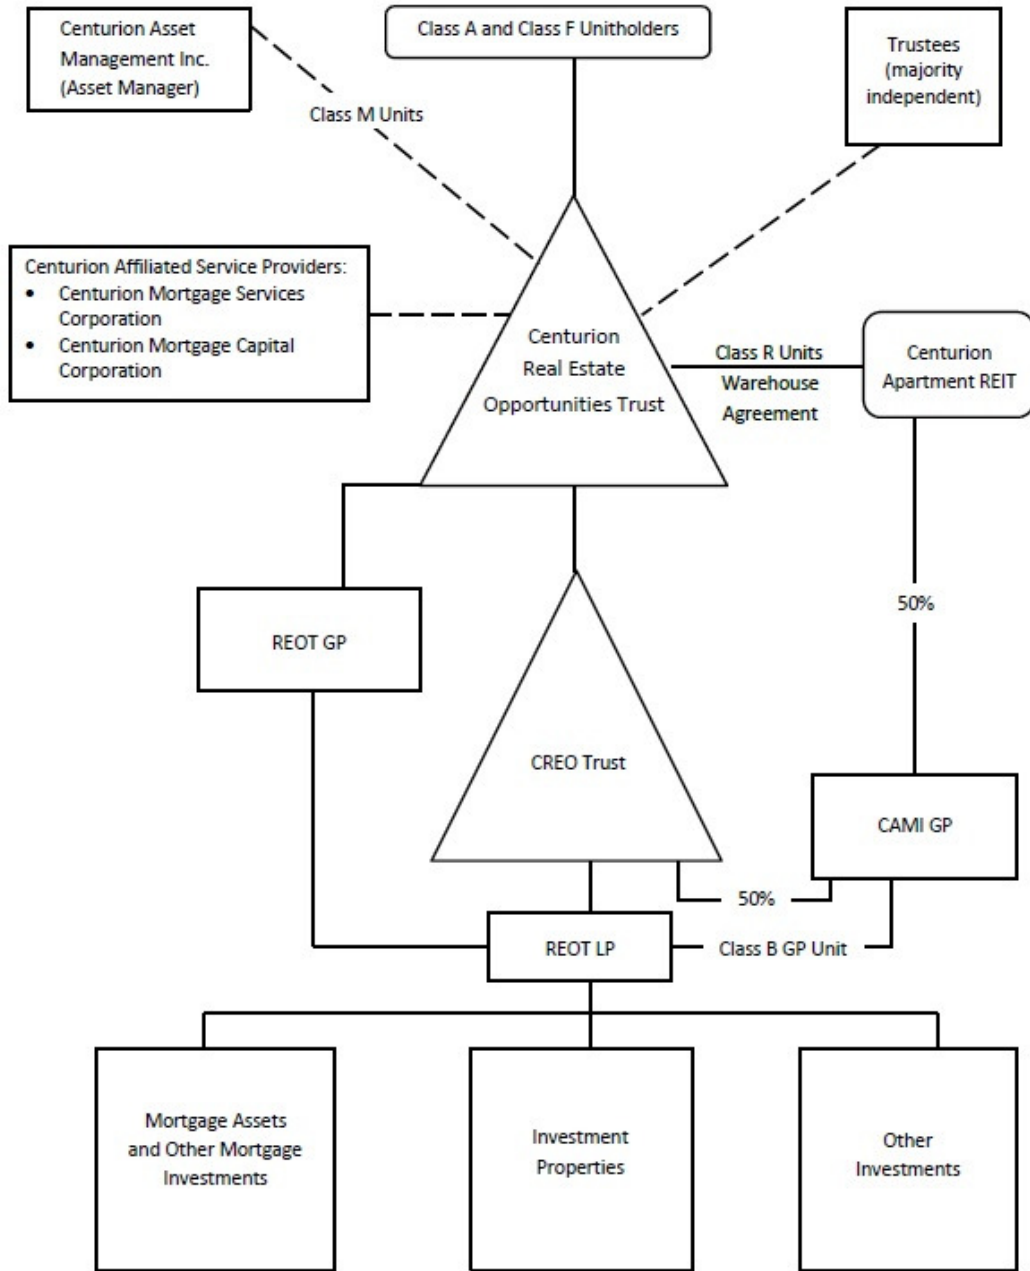 Centurion Asset
Management Inc.
(Asset Manager)
Class A and Class F Unitholders
Trustees
(majority
independent)
Class M Units
Centurion Affiliated Service Providers:
• Centurion Mortgage Services
Corporation
• Centurion Mortgage Capital
Corporation
Centurion
Real Estate
Opportunities Trust
Class R Units
Warehouse
Agreement
Centurion
Apartment REIT
50%
REOT GP
CREO Trust
CAMI GP
50%
REOT LP
Class B GP Unit
Mortgage Assets
and Other Mortgage
Investments
Investment
Properties
Other
Investments